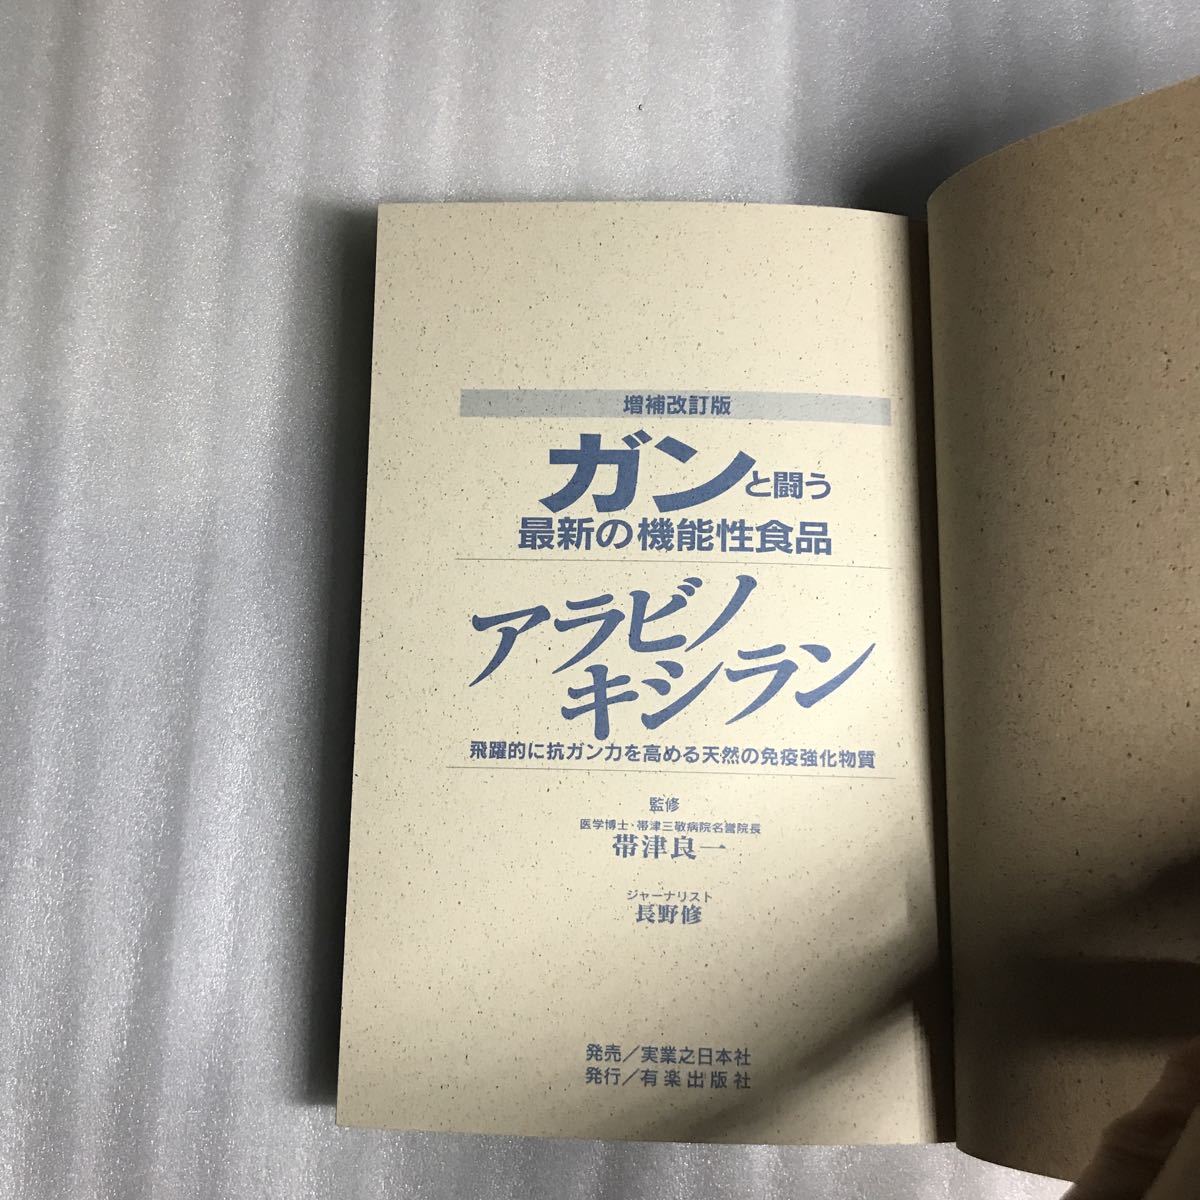 増補改訂版
ガンと闘う
最新の機能性食品
アラビノ
キシラン
飛躍的に抗ガン力を高める天然の免疫強化物質
監修
医学博士・帯津三敬病院名誉院長
帯津良一
ジャーナリスト
長野修
発売／実業之日本社
発行／有楽出版社